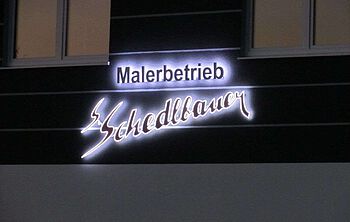 Malerbetrieb
S. Schedlbauer